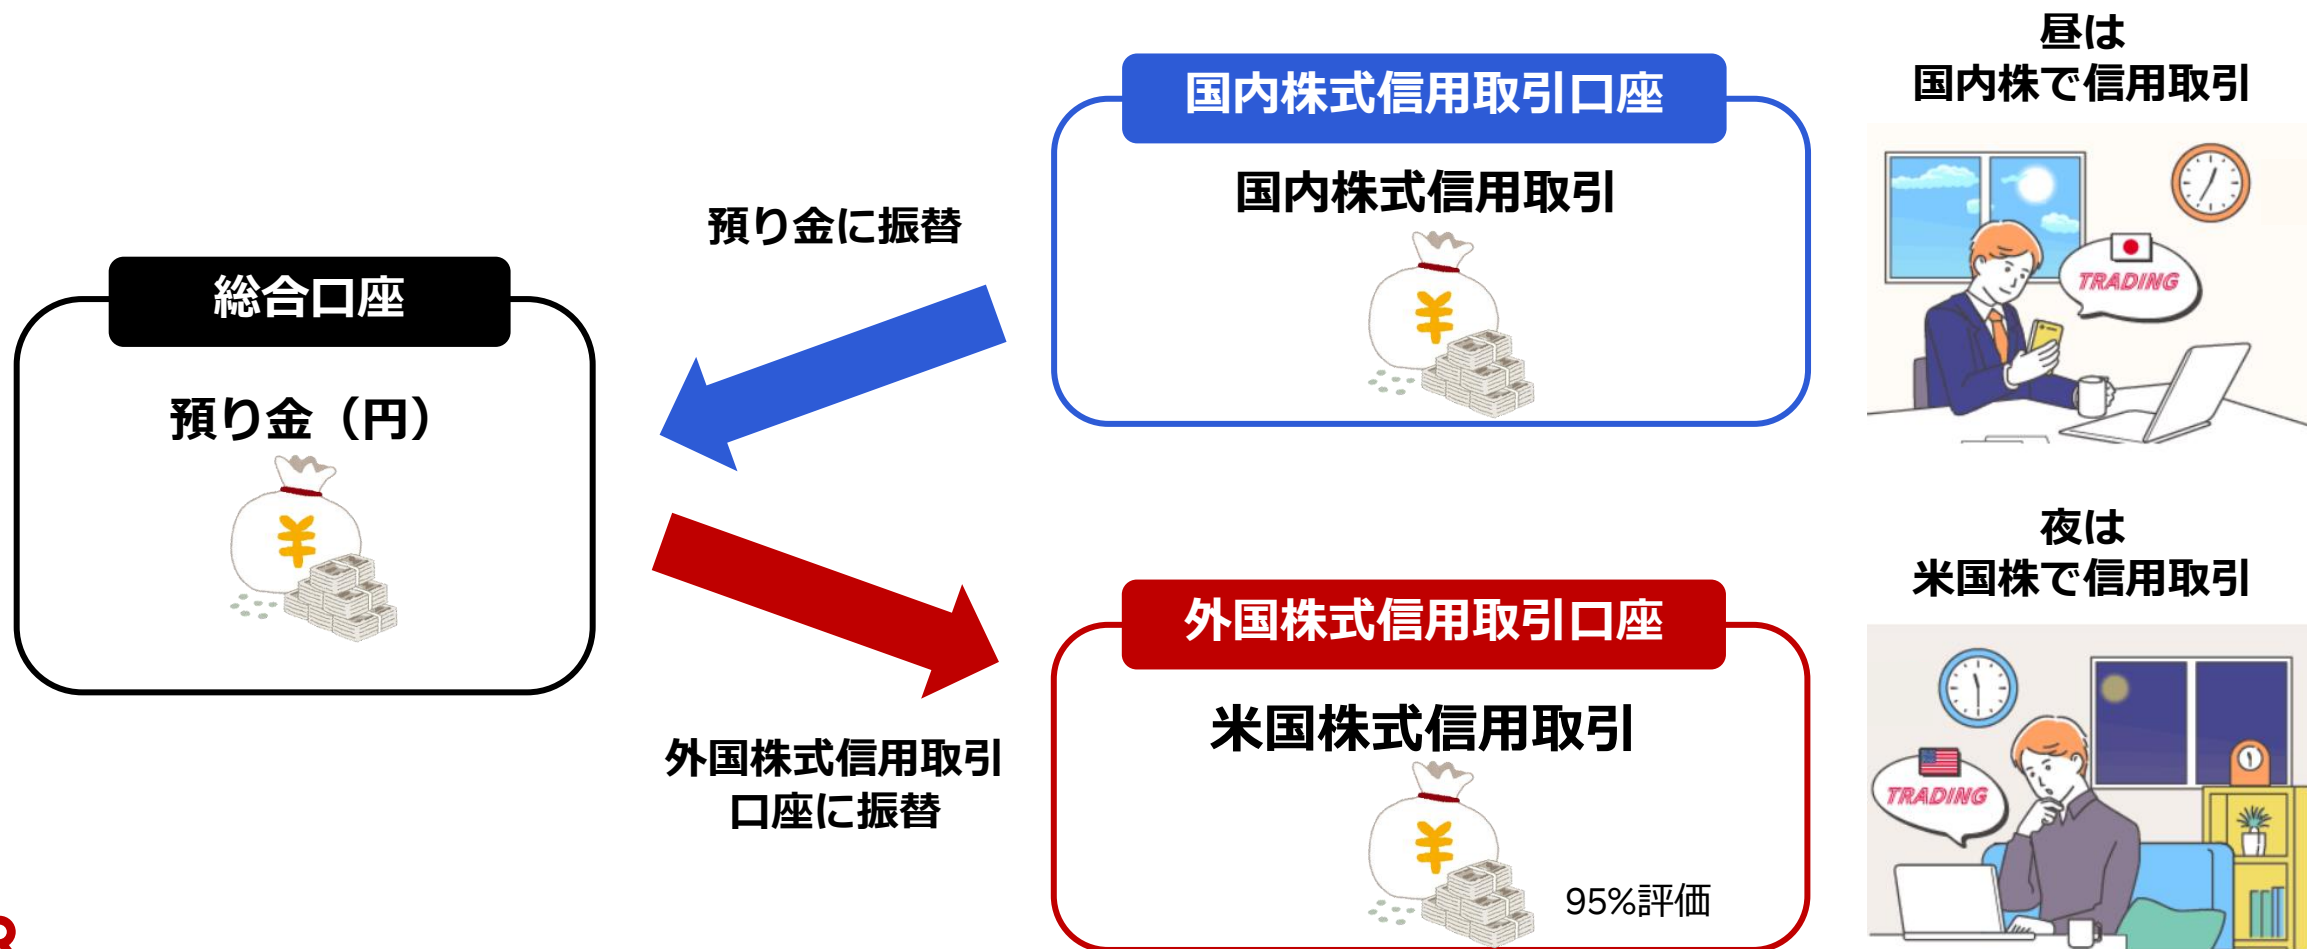 昼は
国内株で信用取引
国内株式信用取引口座
国内株式信用取引
預り金に振替
TRADING
総合口座
預り金（円）
¥
¥
夜は
米国株で信用取引
外国株式信用取引口座
米国株式信用取引
外国株式信用取引
口座に振替
TRADING
¥
95%評価